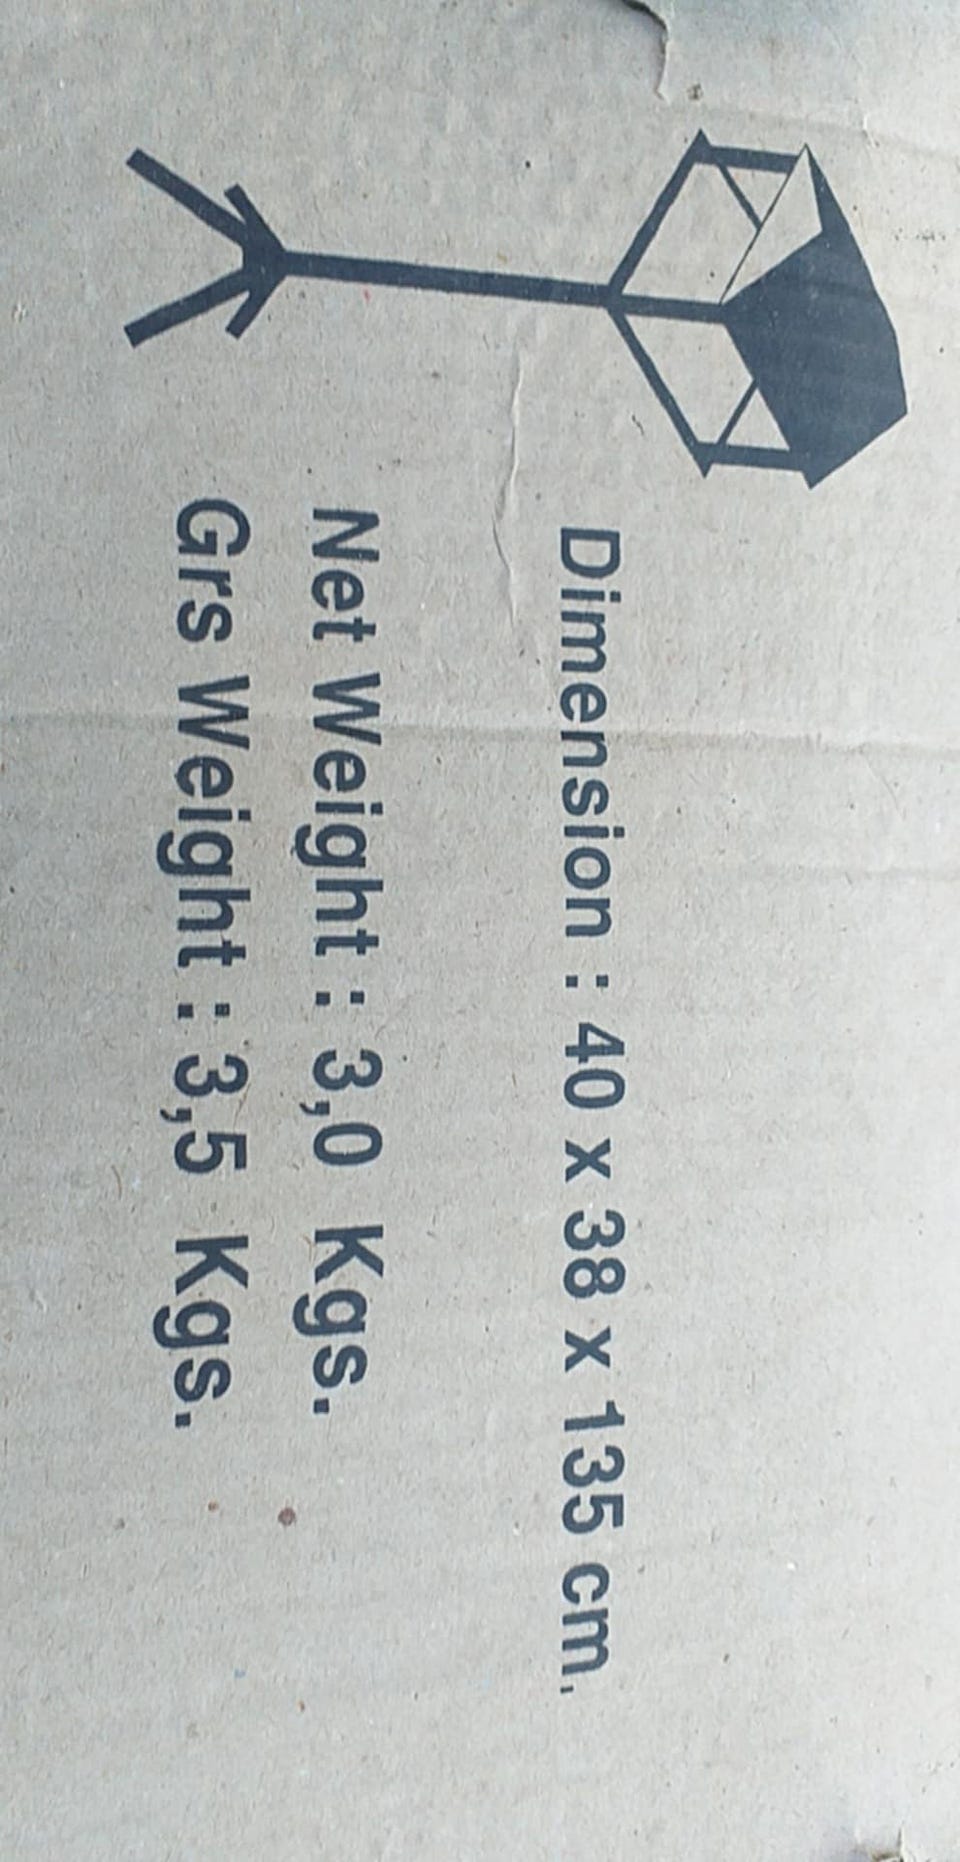 Dimension : 40 x 38 x 135 cm.
Net Weight : 3,0 Kgs.
Grs Weight : 3,5 Kgs.